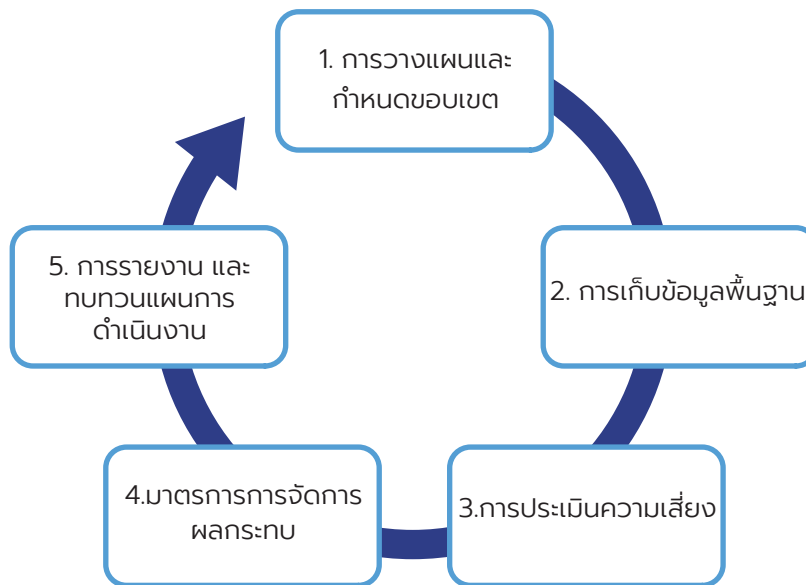 1. การวางแผนและ
กำหนดขอบเขต
2. การเก็บข้อมูลพื้นฐาน
3.การประเมินความเสี่ยง
4.มาตรการการจัดการ
ผลกระทบ
5. การรายงาน และ
ทบทวนแผนการ
ดำเนินงาน